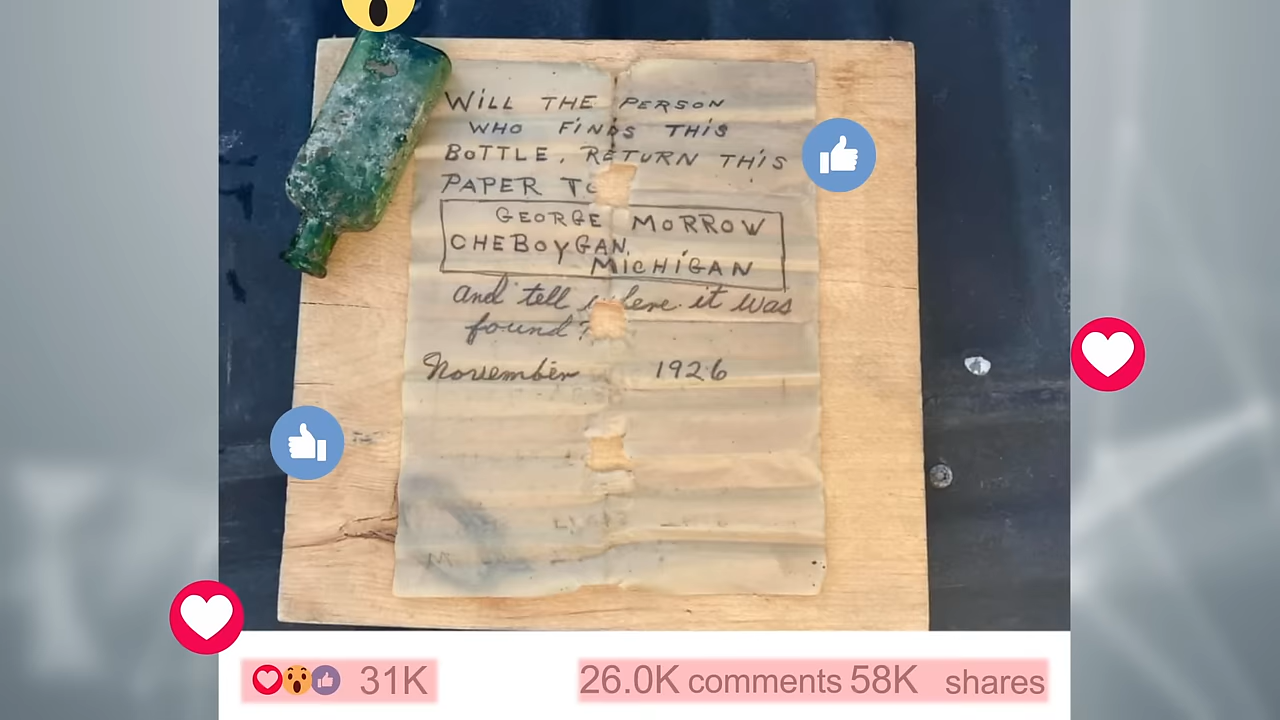 WiLL THE PERSON
WHO FiNDS THiS
BOTTLE, RETURN THiS
PAPER TO
GEORGE MORROW
CHEBOYGAN,
MiCHiGAN
and tell where it was
found?
November 1926
31K 26.0K comments 58K shares